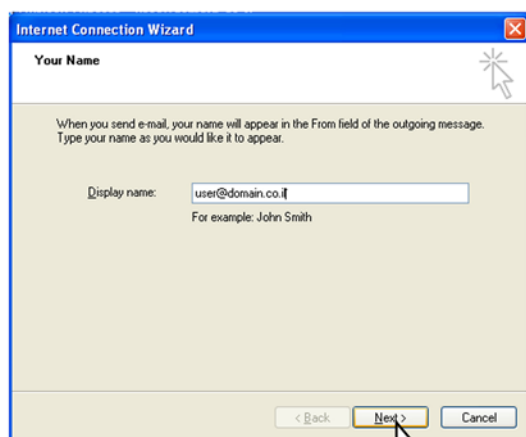 Internet Connection Wizard
Your Name
When you send e-mail, your name will appear in the From field of the outgoing message.
Type your name as you would like it to appear.
Display name: user@domain.co.il
For example: John Smith
< Back Next > Cancel